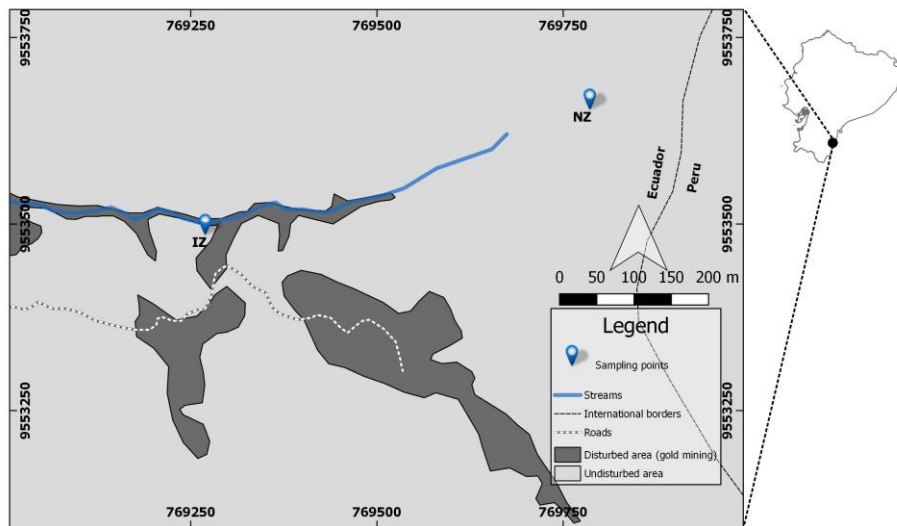 769250
769500
769750
9553750
9553750
NZ
Ecuador
Peru
9553500
IZ
9553500
0 50 100 150 200 m
Legend
Sampling points
Streams
International borders
Roads
Disturbed area (gold mining)
Undisturbed area
9553250
9553250
769250
769500
769750